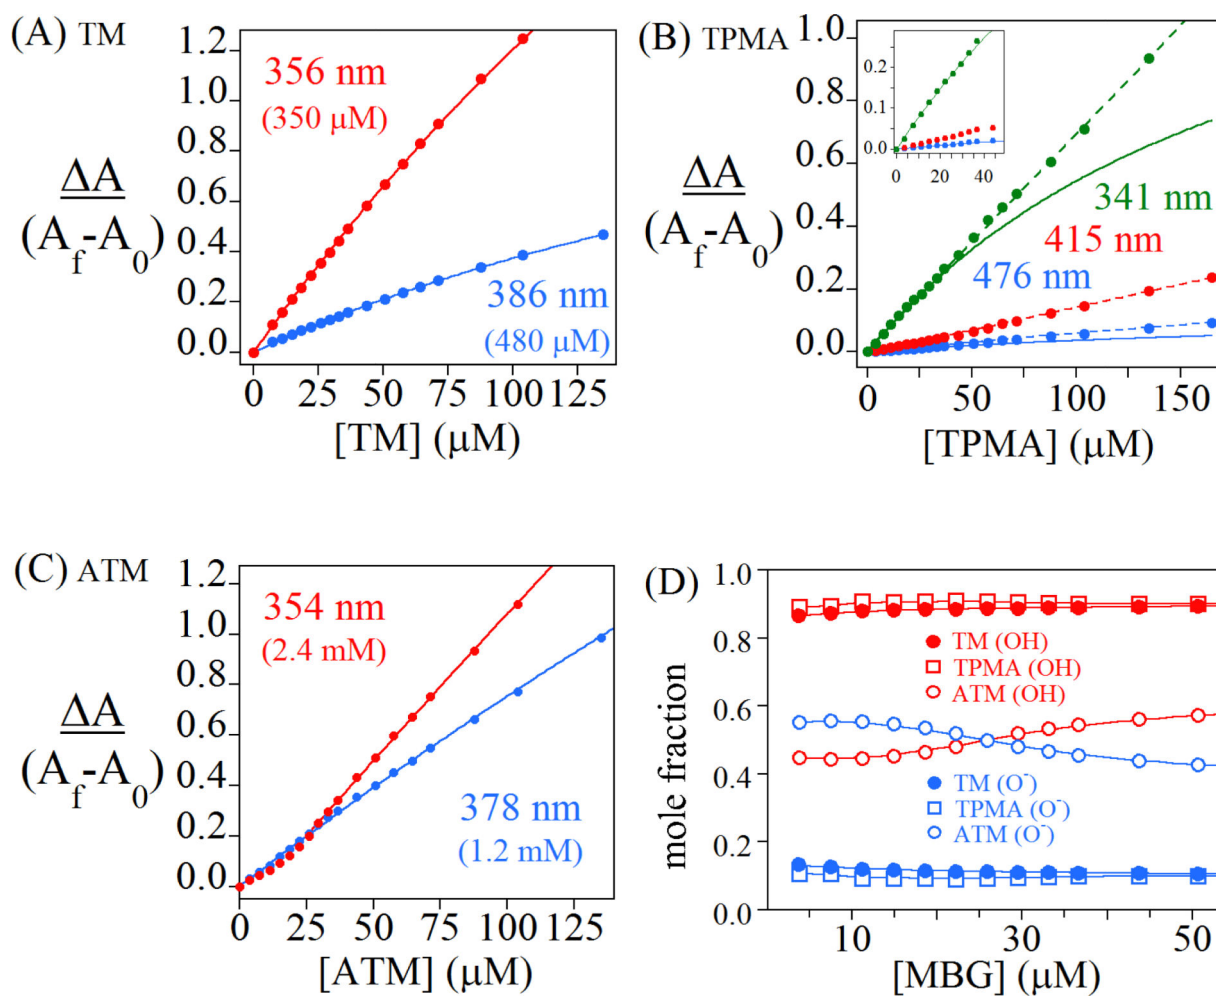 (A) TM
1.2
1.0
0.8
0.6
0.4
0.2
0.0
356 nm
(350 μM)
386 nm
(480 μM)
ΔA
(A_f-A_0)
0 25 50 75 100 125
[TM] (μM)
(B) TPMA
1.0
0.8
0.6
0.4
0.2
0.0
0.2
0.1
0.0
0 20 40
341 nm
415 nm
476 nm
ΔA
(A_f-A_0)
0 50 100 150
[TPMA] (μM)
(C) ATM
1.2
1.0
0.8
0.6
0.4
0.2
0.0
354 nm
(2.4 mM)
378 nm
(1.2 mM)
ΔA
(A_f-A_0)
0 25 50 75 100 125
[ATM] (μM)
(D)
1.0
0.8
0.6
0.4
0.2
0.0
mole fraction
TM (OH)
TPMA (OH)
ATM (OH)
TM (O⁻)
TPMA (O⁻)
ATM (O⁻)
10 30 50
[MBG] (μM)